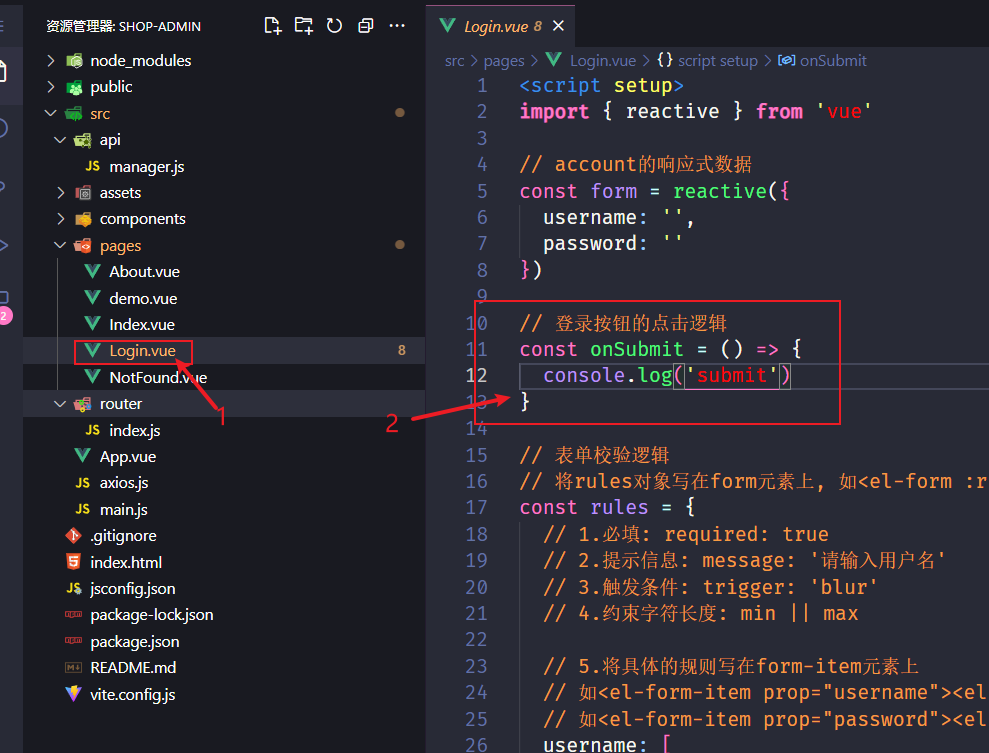 资源管理器: SHOP-ADMIN
node_modules
public
src
api
JS manager.js
assets
components
pages
About.vue
demo.vue
Index.vue
Login.vue 8
NotFound.vue
router
JS index.js
App.vue
JS axios.js
JS main.js
.gitignore
index.html
jsconfig.json
package-lock.json
package.json
README.md
vite.config.js
2
1
2
Login.vue 8
src > pages > Login.vue > {} script setup > onSubmit
1 <script setup>
2 import { reactive } from 'vue'
3
4 // account的响应式数据
5 const form = reactive({
6 username: '',
7 password: ''
8 })
9
10 // 登录按钮的点击逻辑
11 const onSubmit = () => {
12 console.log('submit')
13 }
14
15 // 表单校验逻辑
16 // 将rules对象写在form元素上, 如<el-form :r
17 const rules = {
18 // 1.必填: required: true
19 // 2.提示信息: message: '请输入用户名'
20 // 3.触发条件: trigger: 'blur'
21 // 4.约束字符长度: min || max
22
23 // 5.将具体的规则写在form-item元素上
24 // 如<el-form-item prop="username"><el
25 // 如<el-form-item prop="password"><el
26 username: [